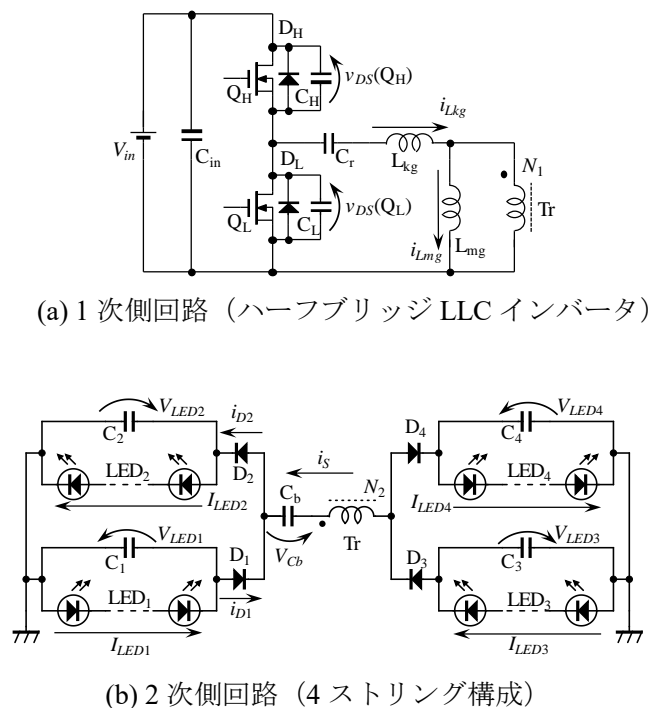 D_H
Q_H
C_H
v_DS(Q_H)
i_Lkg
V_in
C_in
D_L
C_r
L_kg
N_1
Q_L
C_L
v_DS(Q_L)
i_Lmg
L_mg
Tr
(a) 1 次側回路（ハーフブリッジ LLC インバータ）
V_LED2
i_D2
C_2
D_2
LED_2
I_LED2
V_LED4
D_4
C_4
LED_4
I_LED4
i_S
C_b
N_2
V_Cb
Tr
V_LED1
C_1
D_1
LED_1
i_D1
I_LED1
V_LED3
D_3
C_3
LED_3
I_LED3
(b) 2 次側回路（4 ストリング構成）